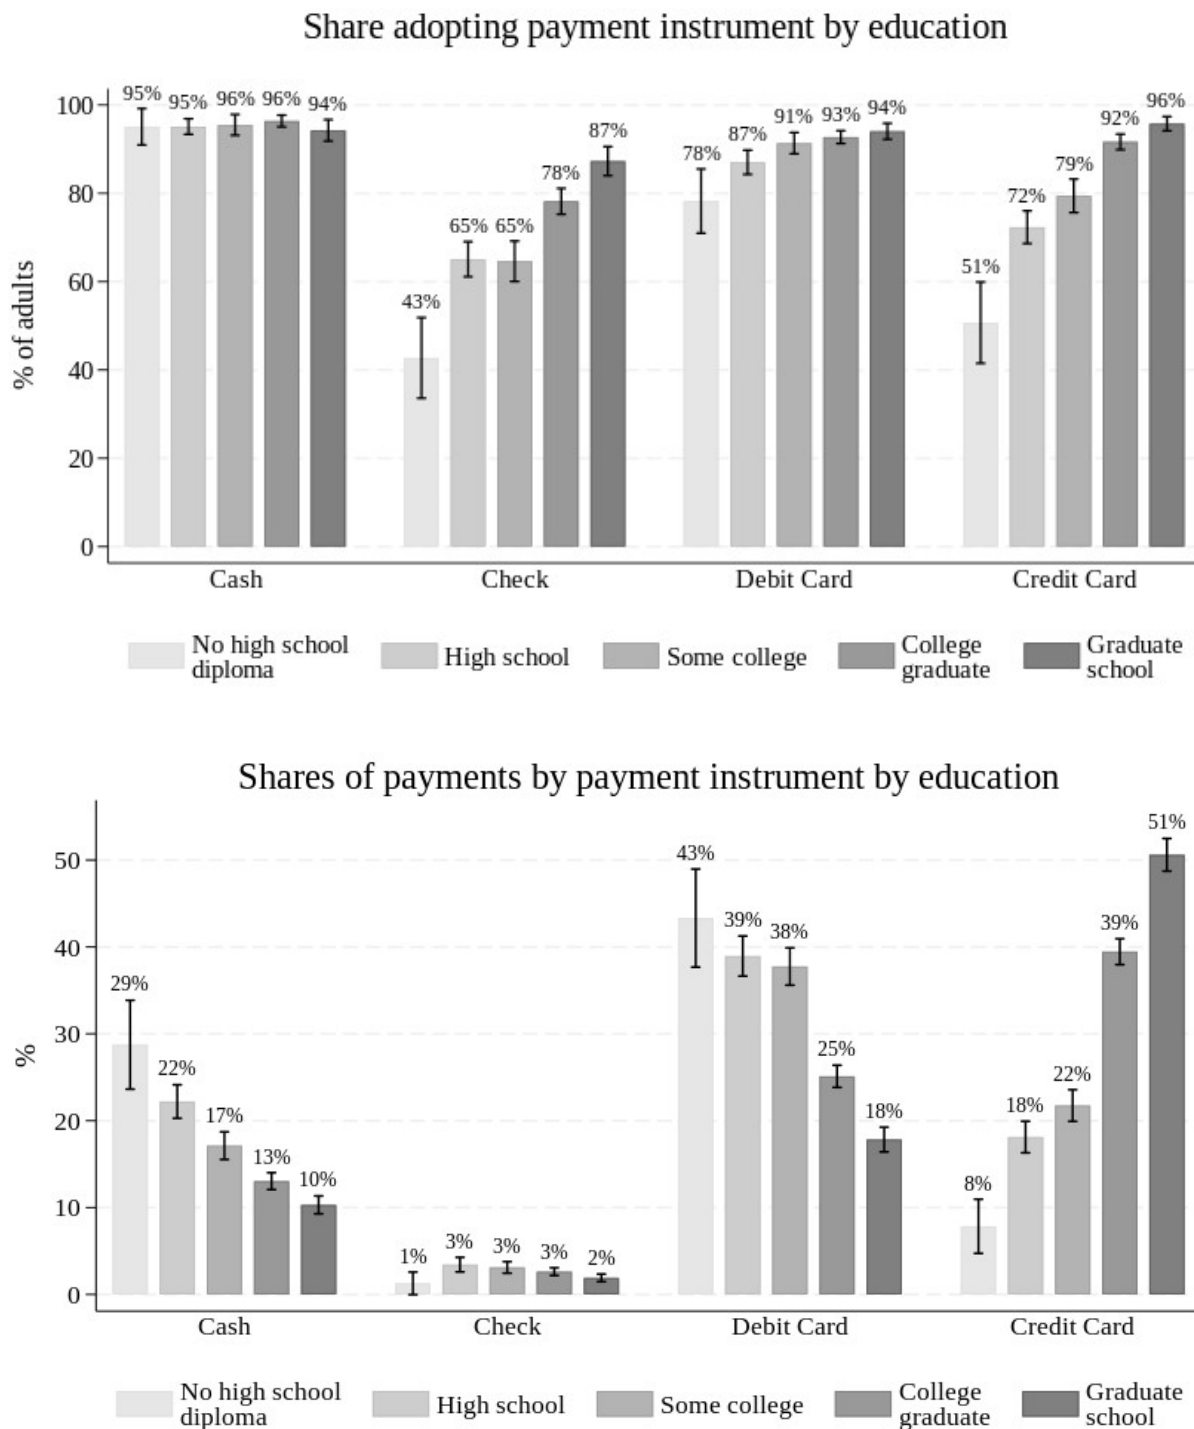 Share adopting payment instrument by education
% of adults
100
80
60
40
20
0
95% 95% 96% 96% 94%
43% 65% 65% 78% 87%
78% 87% 91% 93% 94%
51% 72% 79% 92% 96%
Cash Check Debit Card Credit Card
No high school diploma
High school
Some college
College graduate
Graduate school
Shares of payments by payment instrument by education
%
50
40
30
20
10
0
29% 22% 17% 13% 10%
1% 3% 3% 3% 2%
43% 39% 38% 25% 18%
8% 18% 22% 39% 51%
Cash Check Debit Card Credit Card
No high school diploma
High school
Some college
College graduate
Graduate school